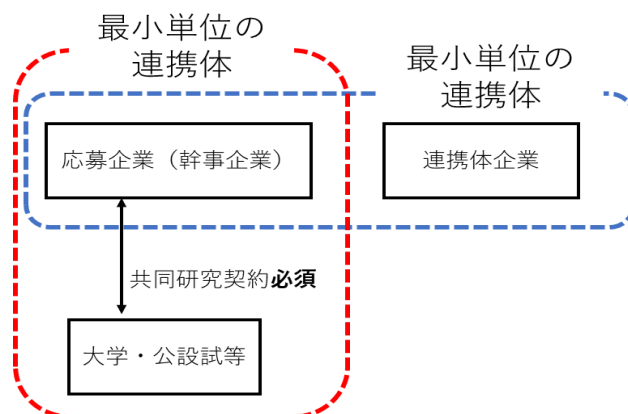 最小単位の
連携体
最小単位の
連携体
応募企業（幹事企業）
連携体企業
共同研究契約必須
大学・公設試等